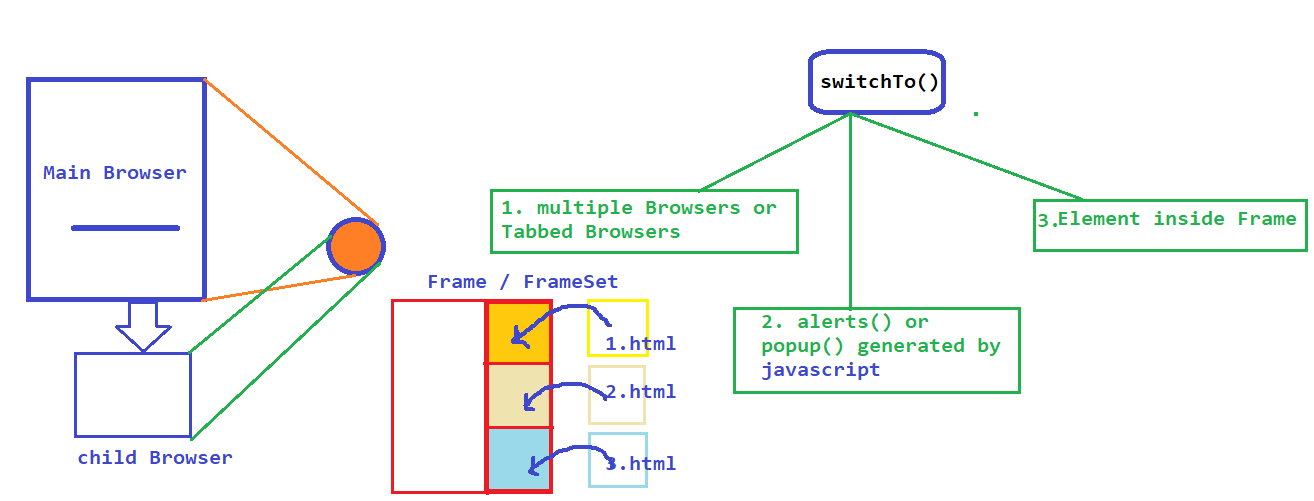 switchTo()
Main Browser
1. multiple Browsers or
Tabbed Browsers
3.Element inside Frame
Frame / FrameSet
2. alerts() or
popup() generated by
javascript
1.html
2.html
3.html
child Browser